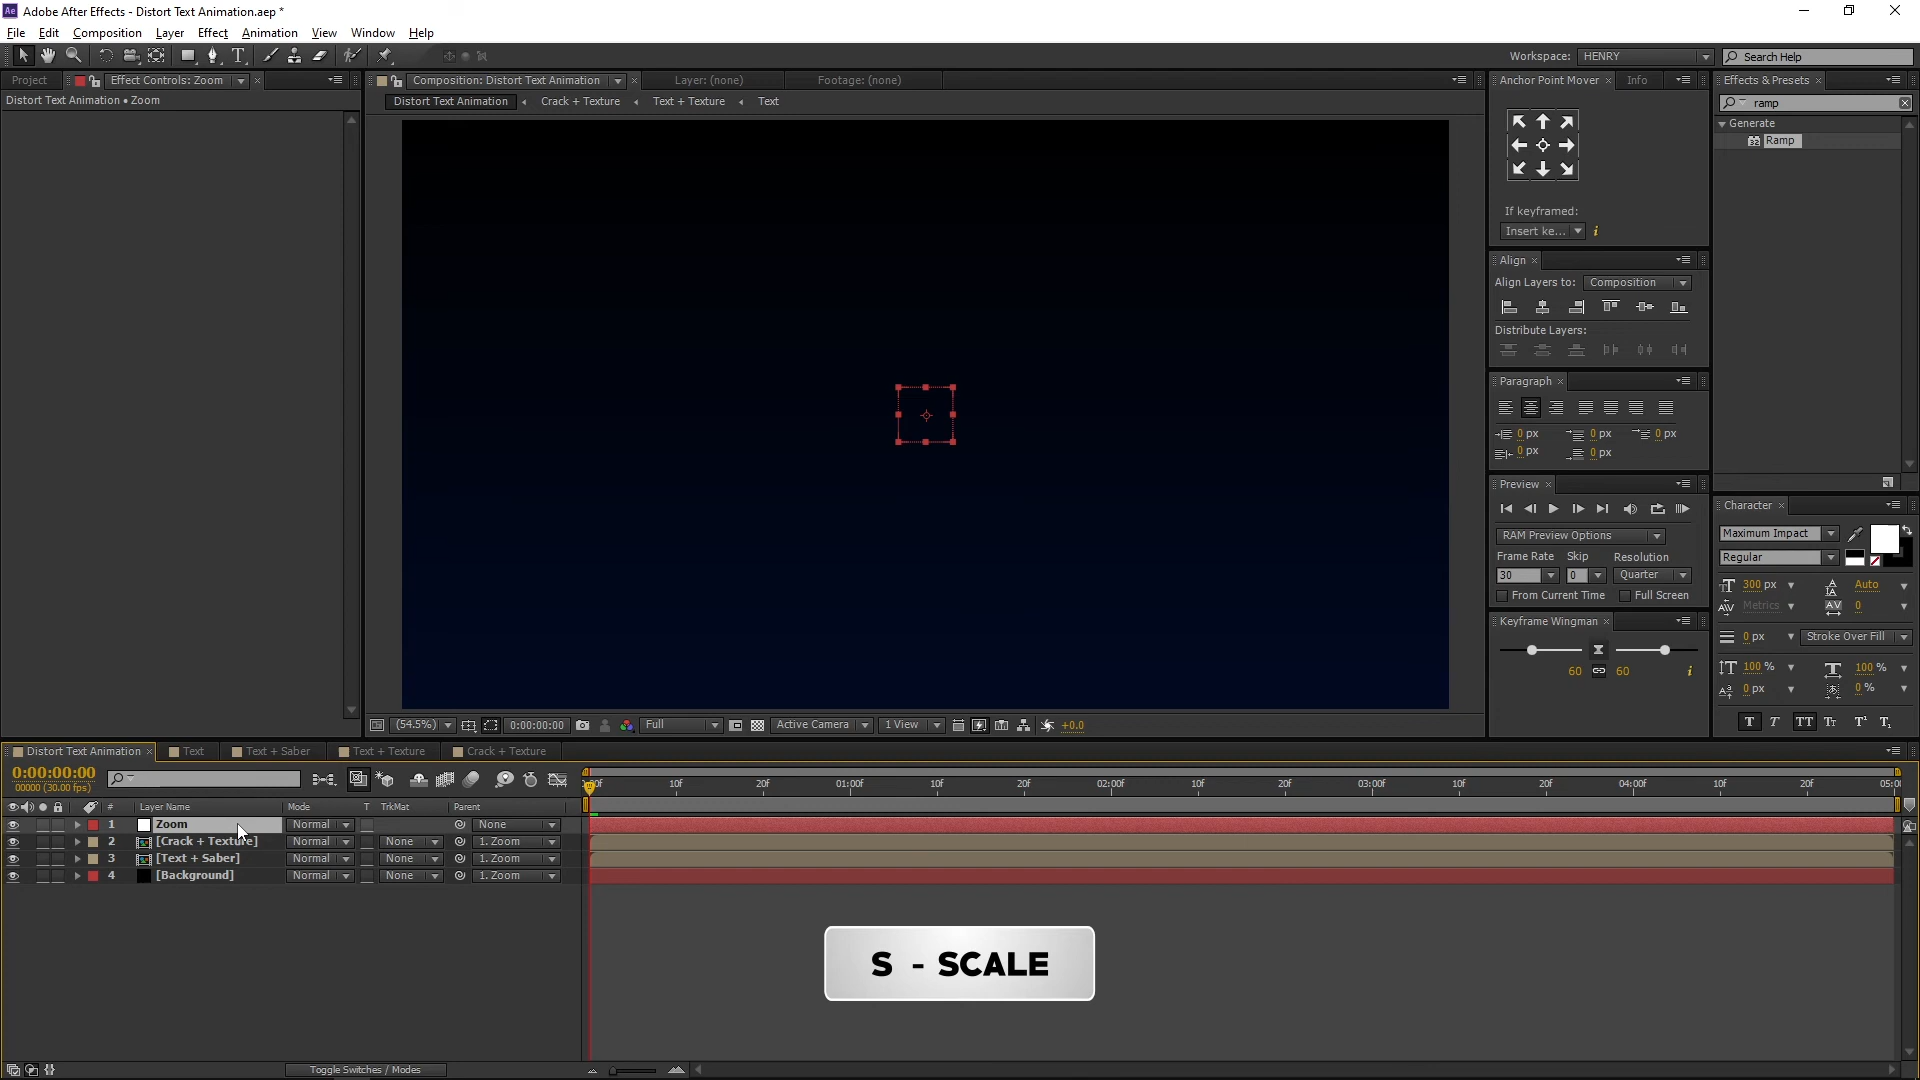 Adobe After Effects - Distort Text Animation.aep *
File Edit Composition Layer Effect Animation View Window Help
Workspace: HENRY Search Help
Project Effect Controls: Zoom
Distort Text Animation • Zoom
Composition: Distort Text Animation Layer: (none) Footage: (none)
Distort Text Animation Crack + Texture Text + Texture Text
Anchor Point Mover Info
If keyframed:
Insert ke...
Align
Align Layers to: Composition
Distribute Layers:
Paragraph
0 px 0 px 0 px
0 px 0 px
Preview
RAM Preview Options
Frame Rate Skip Resolution
30 0 Quarter
From Current Time Full Screen
Keyframe Wingman
60 60
Effects & Presets
ramp
Generate
Ramp
Character
Maximum Impact
Regular
300 px Auto
Metrics 0
0 px Stroke Over Fill
100 % 100 %
0 px 0 %
(54.5%) 0:00:00:00 Full Active Camera 1 View +0.0
Distort Text Animation Text Text + Saber Text + Texture Crack + Texture
0:00:00:00
00000 (30.00 fps)
:00f 10f 20f 01:00f 10f 20f 02:00f 10f 20f 03:00f 10f 20f 04:00f 10f 20f 05:00
# Layer Name Mode T TrkMat Parent
1 Zoom Normal None
2 [Crack + Texture] Normal None 1. Zoom
3 [Text + Saber] Normal None 1. Zoom
4 [Background] Normal None 1. Zoom
S - SCALE
Toggle Switches / Modes